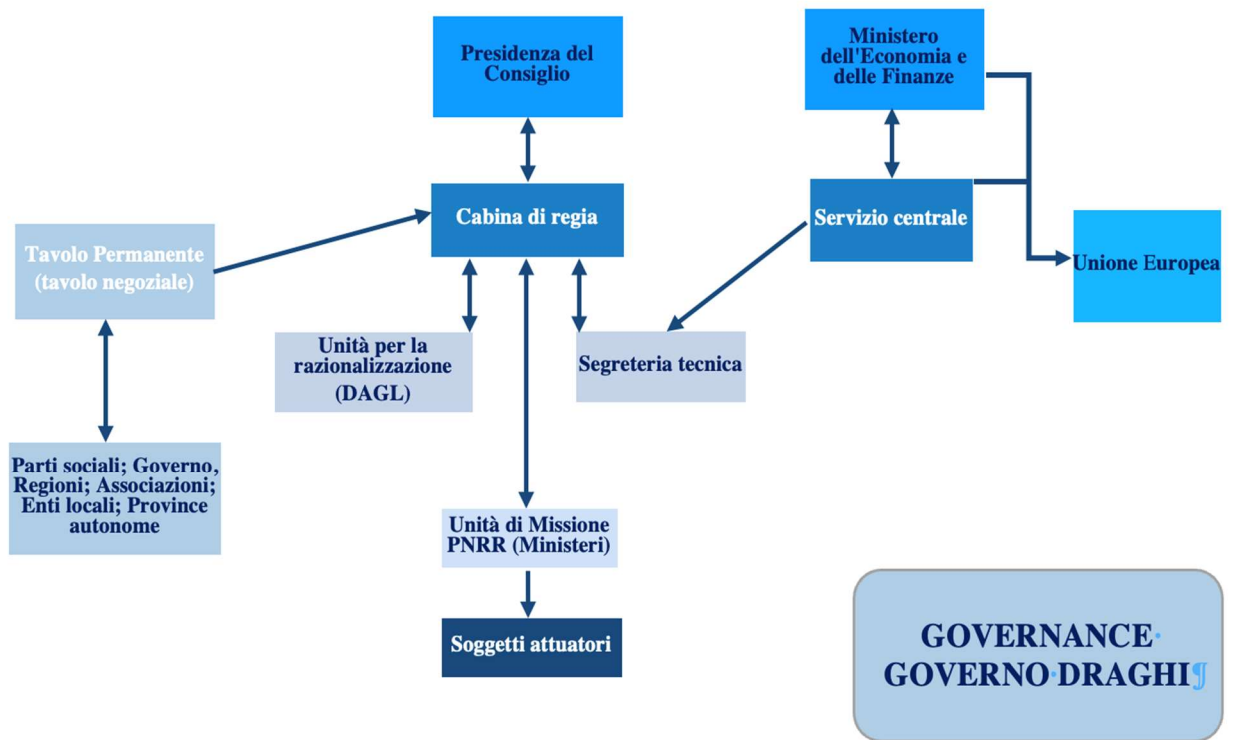 Presidenza del
Consiglio
Ministero
dell'Economia e
delle Finanze
Cabina di regia
Servizio centrale
Tavolo Permanente
(tavolo negoziale)
Unione Europea
Unità per la
razionalizzazione
(DAGL)
Segreteria tecnica
Parti sociali; Governo,
Regioni; Associazioni;
Enti locali; Province
autonome
Unità di Missione
PNRR (Ministeri)
Soggetti attuatori
GOVERNANCE·
GOVERNO·DRAGHI¶